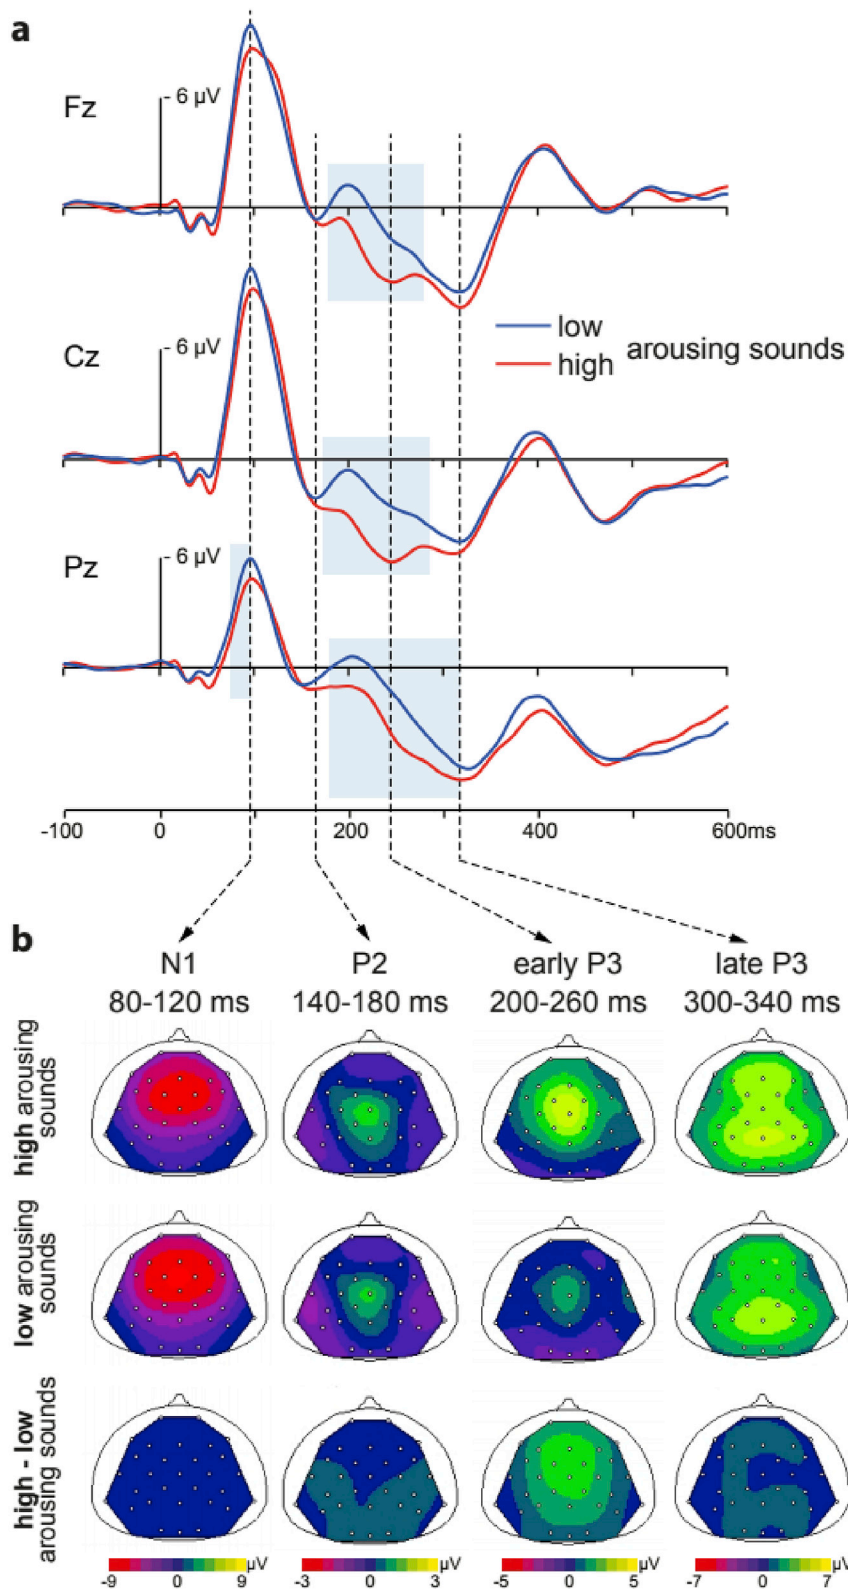 a
Fz
- 6 µV
low
high
arousing sounds
Cz
- 6 µV
Pz
- 6 µV
-100 0 200 400 600ms
b
N1 P2 early P3 late P3
80-120 ms 140-180 ms 200-260 ms 300-340 ms
high arousing
sounds
low arousing
sounds
high - low
arousing sounds
-9 0 9 µV -3 0 3 µV -5 0 5 µV -7 0 7 µV